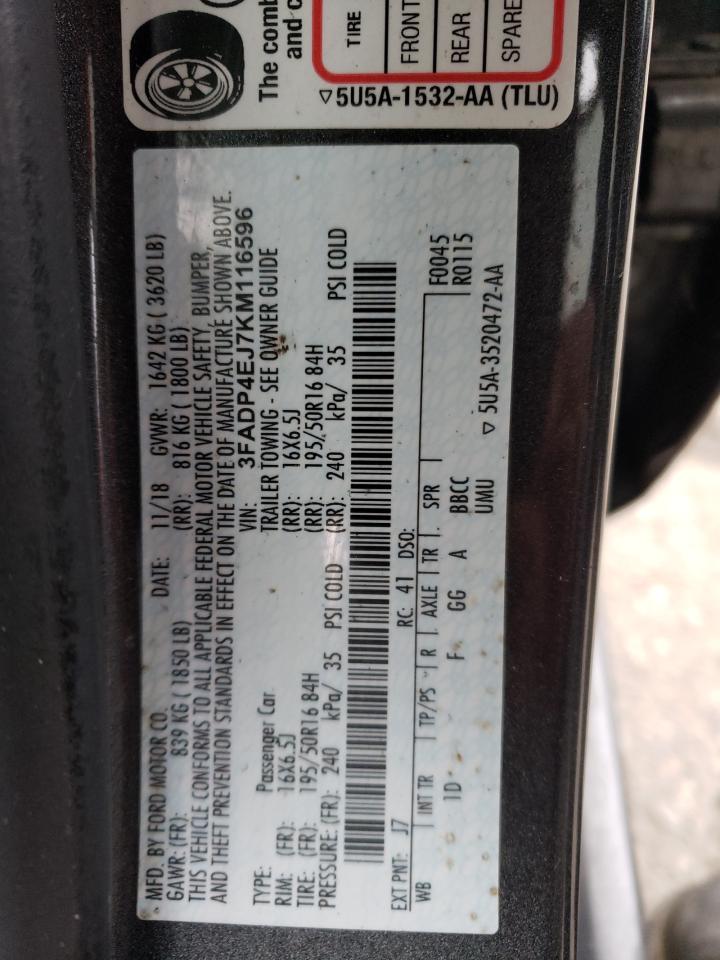 The comb
and c
TIRE
FRONT
REAR
SPARE
▽5U5A-1532-AA (TLU)
MFD. BY FORD MOTOR CO. DATE: 11/18 GVWR: 1642 KG ( 3620 LB)
GAWR: (FR): 839 KG ( 1850 LB) (RR): 816 KG ( 1800 LB)
THIS VEHICLE CONFORMS TO ALL APPLICABLE FEDERAL MOTOR VEHICLE SAFETY, BUMPER,
AND THEFT PREVENTION STANDARDS IN EFFECT ON THE DATE OF MANUFACTURE SHOWN ABOVE.
VIN: 3FADP4EJ7KM116596
TYPE: Passenger Car TRAILER TOWING - SEE OWNER GUIDE
RIM: (FR): 16X6.5J (RR): 16X6.5J
TIRE: (FR): 195/50R16 84H (RR): 195/50R16 84H
PRESSURE: (FR): 240 kPa/ 35 PSI COLD (RR): 240 kPa/ 35 PSI COLD
EXT PNT: J7 RC: 41 DSO: F0045
WB INT TR TP/PS R AXLE TR SPR R0115
1D F GG A BBCC
UMU ▽ 5U5A-3520472-AA